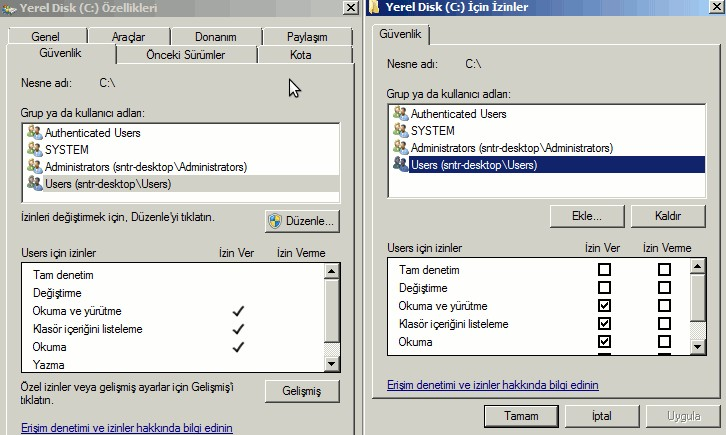 Yerel Disk (C:) Özellikleri
Genel Araçlar Donanım Paylaşım
Güvenlik Önceki Sürümler Kota
Nesne adı: C:\
Grup ya da kullanıcı adları:
Authenticated Users
SYSTEM
Administrators (sntr-desktop\Administrators)
Users (sntr-desktop\Users)
İzinleri değiştirmek için, Düzenle'yi tıklatın.
Düzenle...
Users için izinler İzin Ver İzin Verme
Tam denetim
Değiştirme
Okuma ve yürütme
Klasör içeriğini listeleme
Okuma
Yazma
Özel izinler veya gelişmiş ayarlar için Gelişmiş'i
tıklatın.
Gelişmiş
Erişim denetimi ve izinler hakkında bilgi edinin
Yerel Disk (C:) İçin İzinler
Güvenlik
Nesne adı: C:\
Grup ya da kullanıcı adları:
Authenticated Users
SYSTEM
Administrators (sntr-desktop\Administrators)
Users (sntr-desktop\Users)
Ekle... Kaldır
Users için izinler İzin Ver İzin Verme
Tam denetim
Değiştirme
Okuma ve yürütme
Klasör içeriğini listeleme
Okuma
Erişim denetimi ve izinler hakkında bilgi edinin
Tamam İptal Uygula